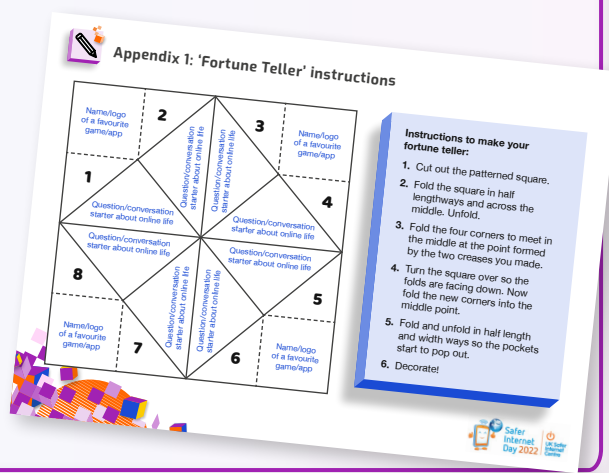 Appendix 1: 'Fortune Teller' instructions
Name/logo
of a favourite
game/app
2
3
Name/logo
of a favourite
game/app
1
Question/conversation
starter about online life
Question/conversation
starter about online life
4
Question/conversation
starter about online life
Question/conversation
starter about online life
Question/conversation
starter about online life
Question/conversation
starter about online life
8
Question/conversation
starter about online life
Question/conversation
starter about online life
5
Name/logo
of a favourite
game/app
7
6
Name/logo
of a favourite
game/app
Instructions to make your
fortune teller:
1. Cut out the patterned square.
2. Fold the square in half
lengthways and across the
middle. Unfold.
3. Fold the four corners to meet in
the middle at the point formed
by the two creases you made.
4. Turn the square over so the
folds are facing down. Now
fold the new corners into the
middle point.
5. Fold and unfold in half length
and width ways so the pockets
start to pop out.
6. Decorate!
Safer
Internet
Day 2022
UK Safer
Internet
Centre